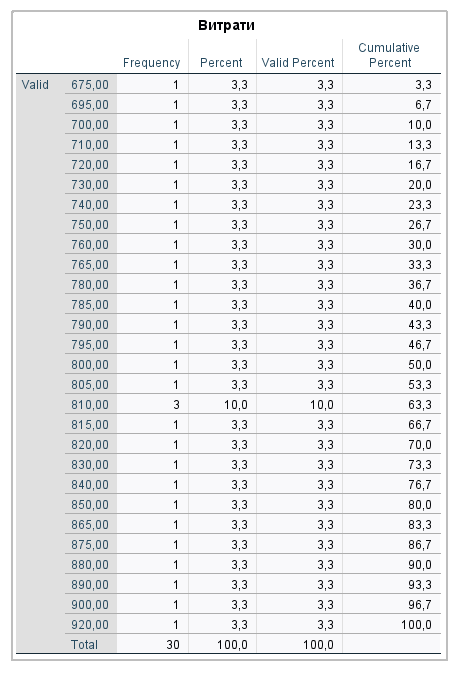 Витрати
Frequency Percent Valid Percent Cumulative Percent
Valid 675,00 1 3,3 3,3 3,3
695,00 1 3,3 3,3 6,7
700,00 1 3,3 3,3 10,0
710,00 1 3,3 3,3 13,3
720,00 1 3,3 3,3 16,7
730,00 1 3,3 3,3 20,0
740,00 1 3,3 3,3 23,3
750,00 1 3,3 3,3 26,7
760,00 1 3,3 3,3 30,0
765,00 1 3,3 3,3 33,3
780,00 1 3,3 3,3 36,7
785,00 1 3,3 3,3 40,0
790,00 1 3,3 3,3 43,3
795,00 1 3,3 3,3 46,7
800,00 1 3,3 3,3 50,0
805,00 1 3,3 3,3 53,3
810,00 3 10,0 10,0 63,3
815,00 1 3,3 3,3 66,7
820,00 1 3,3 3,3 70,0
830,00 1 3,3 3,3 73,3
840,00 1 3,3 3,3 76,7
850,00 1 3,3 3,3 80,0
865,00 1 3,3 3,3 83,3
875,00 1 3,3 3,3 86,7
880,00 1 3,3 3,3 90,0
890,00 1 3,3 3,3 93,3
900,00 1 3,3 3,3 96,7
920,00 1 3,3 3,3 100,0
Total 30 100,0 100,0